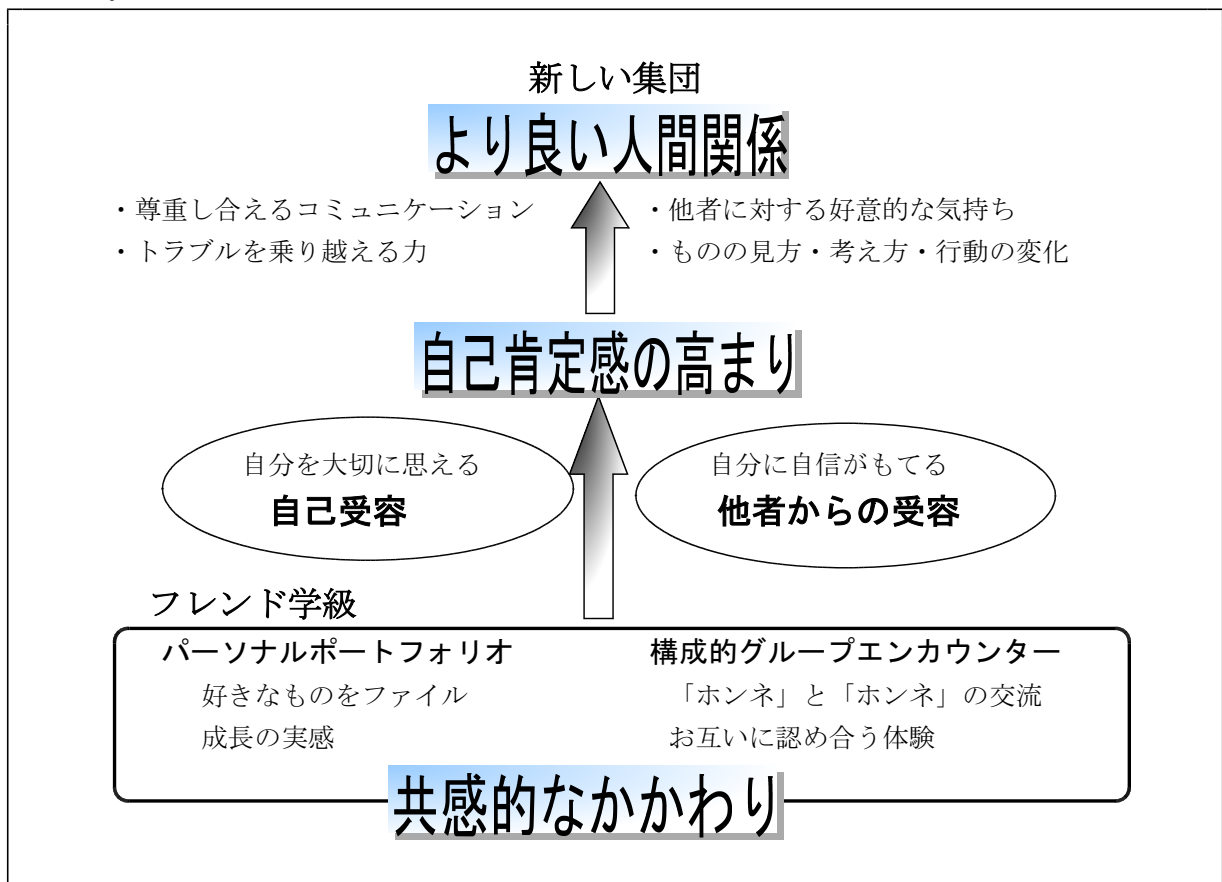 新しい集団
より良い人間関係
・尊重し合えるコミュニケーション
・トラブルを乗り越える力
・他者に対する好意的な気持ち
・ものの見方・考え方・行動の変化
自己肯定感の高まり
自分を大切に思える
自己受容
自分に自信がもてる
他者からの受容
フレンド学級
パーソナルポートフォリオ
好きなものをファイル
成長の実感
構成的グループエンカウンター
「ホンネ」と「ホンネ」の交流
お互いに認め合う体験
共感的なかかわり